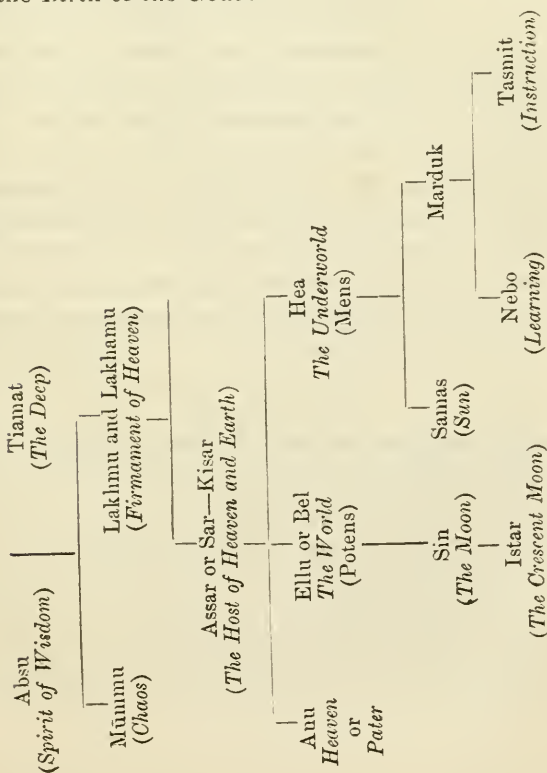 the Birth of the Gods
Absu
(Spirit of Wisdom)
Tiamat
(The Deep)
Mūmmu
(Chaos)
Lakhmu and Lakhamu
(Firmament of Heaven)
Assar or Sar—Kisar
(The Host of Heaven and Earth)
Anu
Heaven
or
Pater
Ellu or Bel
The World
(Potens)
Hea
The Underworld
(Mens)
Sin
(The Moon)
Samas
(Sun)
Marduk
Istar
(The Crescent Moon)
Nebo
(Learning)
Tasmit
(Instruction)